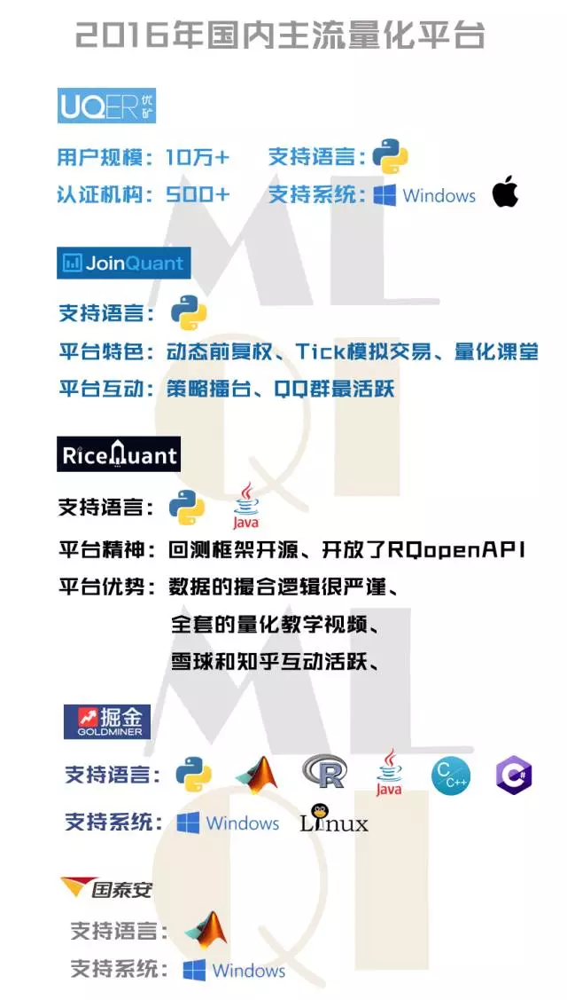 2016年国内主流量化平台
UQER优矿
用户规模：10万+ 支持语言：
认证机构：500+ 支持系统： Windows
JoinQuant
支持语言：
平台特色：动态前复权、Tick模拟交易、量化课堂
平台互动：策略擂台、QQ群最活跃
RiceQuant
支持语言： Java
平台精神：回测框架开源、开放了RQopenAPI
平台优势：数据的撮合逻辑很严谨、
全套的量化教学视频、
雪球和知乎互动活跃、
掘金
GOLDMINER
支持语言： R Java C C++ C#
支持系统： Windows Linux
国泰安
支持语言：
支持系统： Windows
ML
QI
ML
QI